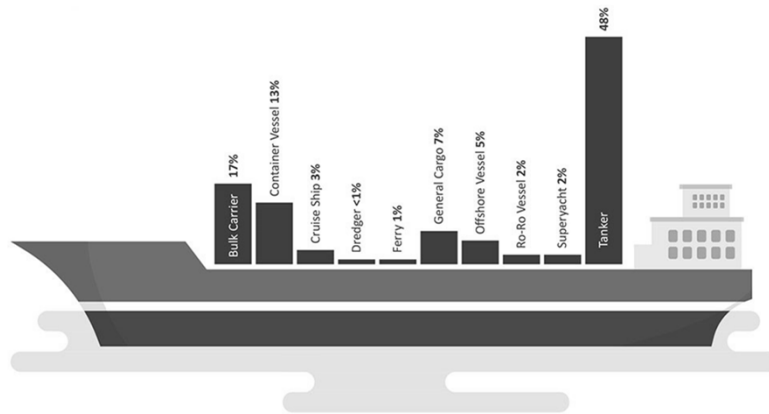 Bulk Carrier 17%
Container Vessel 13%
Cruise Ship 3%
Dredger <1%
Ferry 1%
General Cargo 7%
Offshore Vessel 5%
Ro-Ro Vessel 2%
Superyacht 2%
Tanker 48%